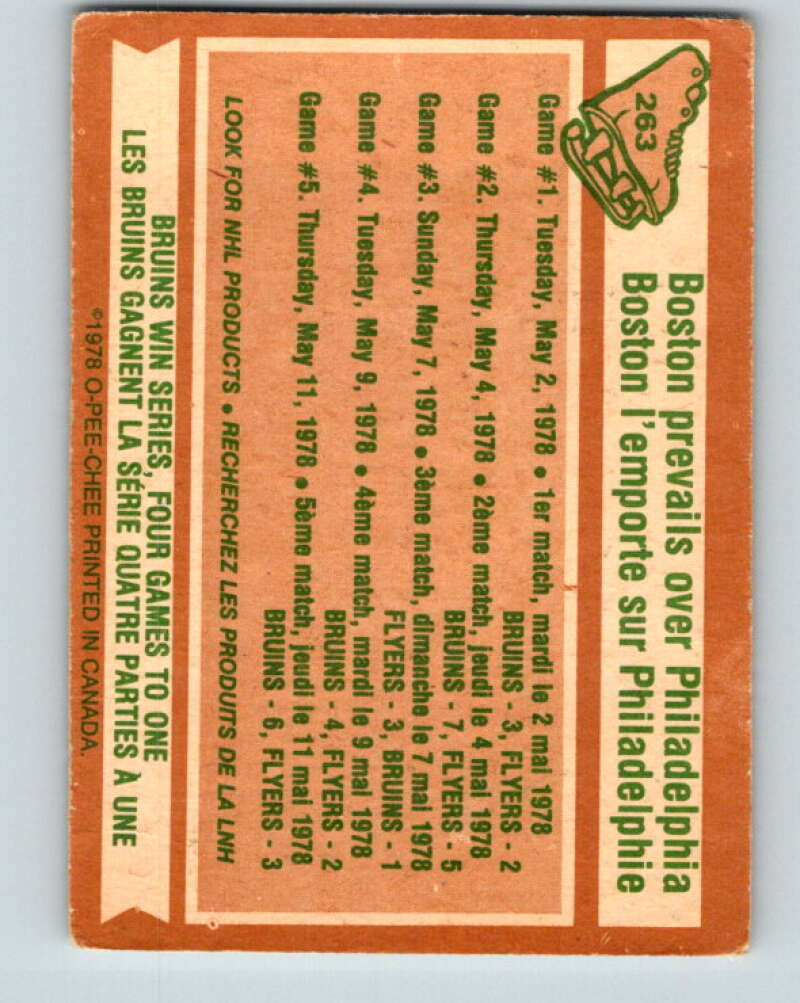 263
Boston prevails over Philadelphia
Boston l'emporte sur Philadelphie
Game #1. Tuesday, May 2, 1978 • 1er match, mardi le 2 mai 1978
BRUINS - 3, FLYERS - 2
Game #2. Thursday, May 4, 1978 • 2ème match, jeudi le 4 mai 1978
BRUINS - 7, FLYERS - 5
Game #3. Sunday, May 7, 1978 • 3ème match, dimanche le 7 mai 1978
FLYERS - 3, BRUINS - 1
Game #4. Tuesday, May 9, 1978 • 4ème match, mardi le 9 mai 1978
BRUINS - 4, FLYERS - 2
Game #5. Thursday, May 11, 1978 • 5ème match, jeudi le 11 mai 1978
BRUINS - 6, FLYERS - 3
LOOK FOR NHL PRODUCTS • RECHERCHEZ LES PRODUITS DE LA LNH
BRUINS WIN SERIES, FOUR GAMES TO ONE
LES BRUINS GAGNENT LA SÉRIE QUATRE PARTIES À UNE
©1978 O-PEE-CHEE PRINTED IN CANADA.